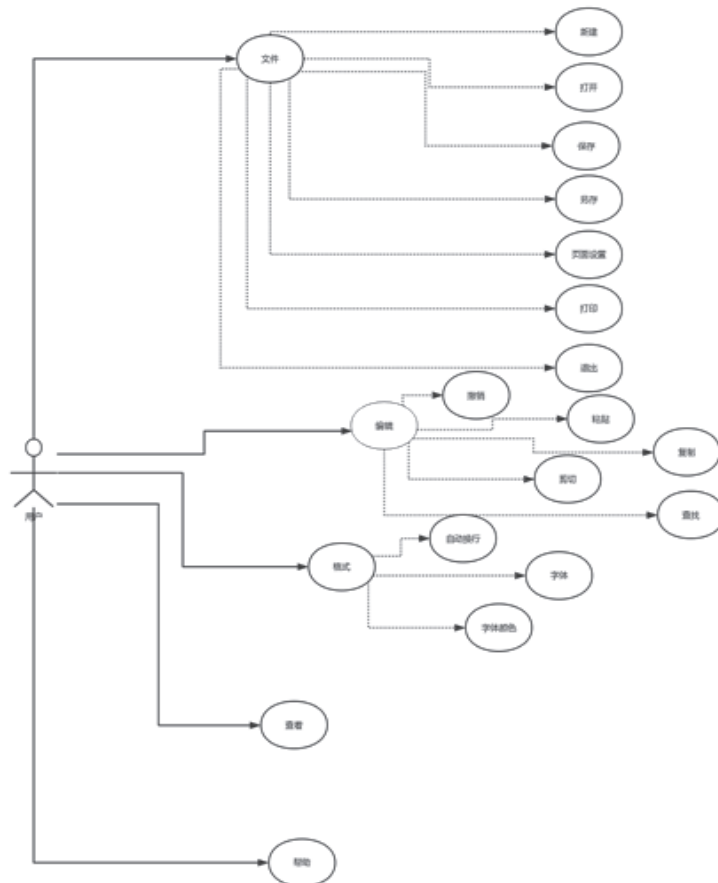 新建
文件
打开
保存
另存
页面设置
打印
退出
撤销
粘贴
编辑
复制
剪切
用户
查找
自动换行
格式
字体
字体颜色
查看
帮助